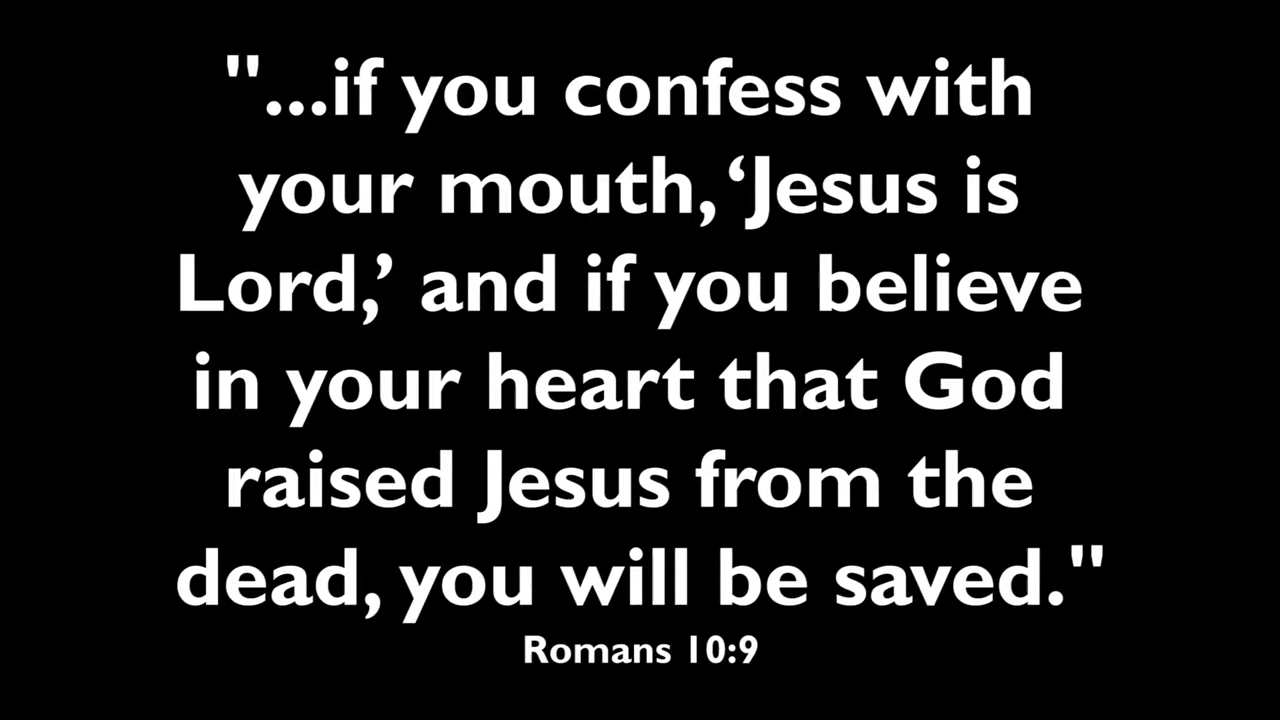 "...if you confess with
your mouth, ‘Jesus is
Lord,’ and if you believe
in your heart that God
raised Jesus from the
dead, you will be saved."
Romans 10:9